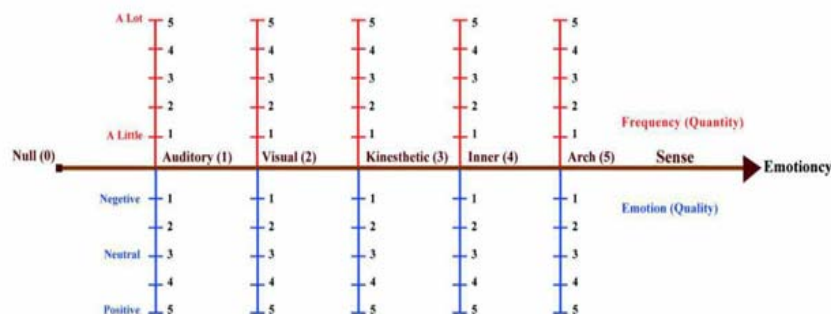 A Lot 5 5 5 5 5
4 4 4 4 4
3 3 3 3 3
2 2 2 2 2
A Little 1 1 1 1 1 Frequency (Quantity)
Null (0) Auditory (1) Visual (2) Kinesthetic (3) Inner (4) Arch (5) Sense
Emotioncy
Negetive 1 1 1 1 1 Emotion (Quality)
2 2 2 2 2
Neutral 3 3 3 3 3
4 4 4 4 4
Positive 5 5 5 5 5